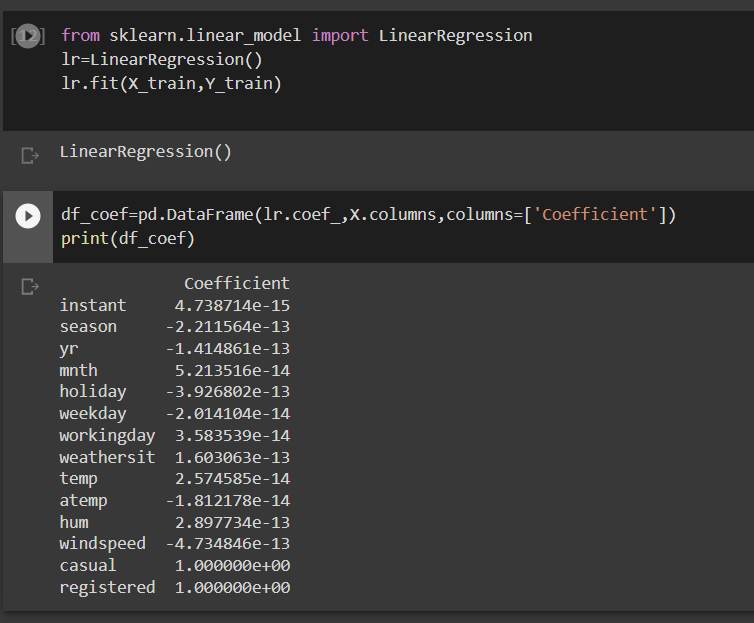 [12] from sklearn.linear_model import LinearRegression
lr=LinearRegression()
lr.fit(X_train,Y_train)
LinearRegression()
df_coef=pd.DataFrame(lr.coef_,X.columns,columns=['Coefficient'])
print(df_coef)
Coefficient
instant 4.738714e-15
season -2.211564e-13
yr -1.414861e-13
mnth 5.213516e-14
holiday -3.926802e-13
weekday -2.014104e-14
workingday 3.583539e-14
weathersit 1.603063e-13
temp 2.574585e-14
atemp -1.812178e-14
hum 2.897734e-13
windspeed -4.734846e-13
casual 1.000000e+00
registered 1.000000e+00